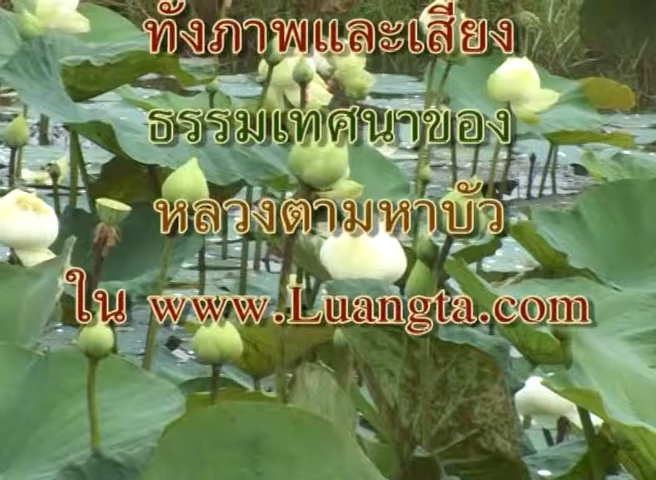 ทั้งภาพและเสียง
ธรรมเทศนาของ
หลวงตามหาบัว
ใน www.Luangta.com